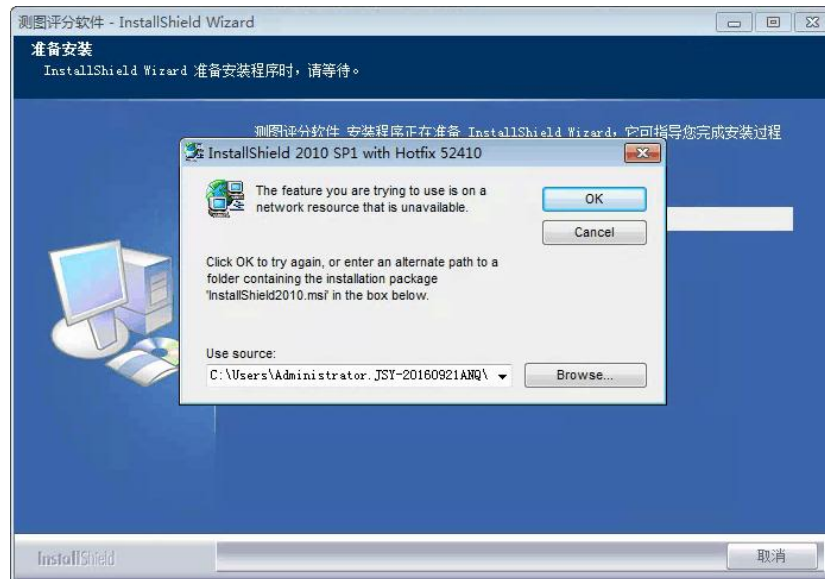 测图评分软件 - InstallShield Wizard
准备安装
InstallShield Wizard 准备安装程序时，请等待。
测图评分软件 安装程序正在准备 InstallShield Wizard，它可指导您完成安装过程
InstallShield 2010 SP1 with Hotfix 52410
The feature you are trying to use is on a
network resource that is unavailable.
OK
Cancel
Click OK to try again, or enter an alternate path to a
folder containing the installation package
'InstallShield2010.msi' in the box below.
Use source:
C:\Users\Administrator.JSY-20160921ANQ\
Browse...
InstallShield
取消